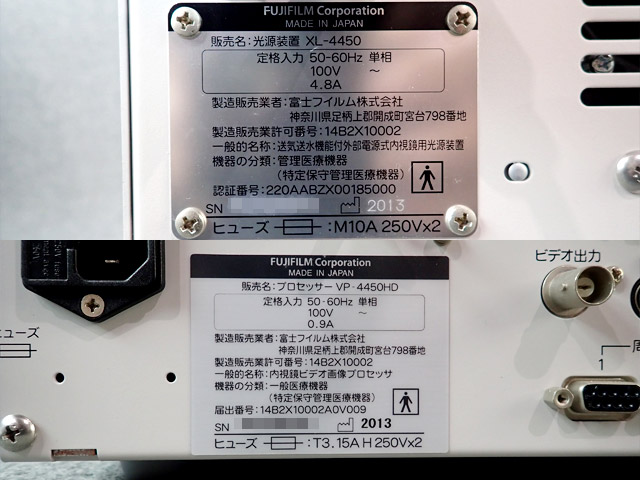 FUJIFILM Corporation
MADE IN JAPAN
販売名：光源装置 XL-4450
定格入力 50-60Hz 単相
100V ～
4.8A
製造販売業者：富士フイルム株式会社
神奈川県足柄上郡開成町宮台798番地
製造販売業許可番号：14B2X10002
一般的名称：送気送水機能付外部電源式内視鏡用光源装置
機器の分類：管理医療機器
（特定保守管理医療機器）
認証番号：220AABZX00185000
SN 2013
ヒューズ ：M10A 250V×2
FUJIFILM Corporation
MADE IN JAPAN
販売名：プロセッサー VP-4450HD
定格入力 50-60Hz 単相
100V ～
0.9A
製造販売業者：富士フイルム株式会社
神奈川県足柄上郡開成町宮台798番地
製造販売業許可番号：14B2X10002
一般的名称：内視鏡ビデオ画像プロセッサ
機器の分類：一般医療機器
（特定保守管理医療機器）
届出番号：14B2X10002A0V009
SN 2013
ヒューズ ：T3.15A H 250V×2
ヒューズ
ビデオ出力
周
1